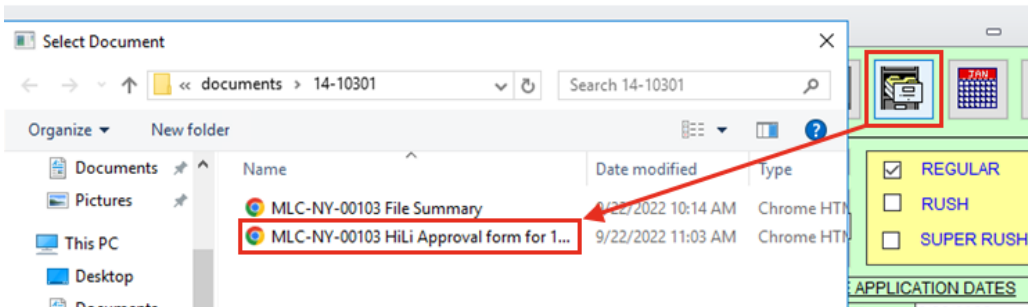 Select Document
« documents › 14-10301
Search 14-10301
JAN
Organize
New folder
?
Documents
Name
Date modified
Type
REGULAR
Pictures
MLC-NY-00103 File Summary
9/22/2022 10:14 AM
Chrome HTM
RUSH
This PC
MLC-NY-00103 HiLi Approval form for 1...
9/22/2022 11:03 AM
Chrome HTM
SUPER RUSH
Desktop
Documents
APPLICATION DATES